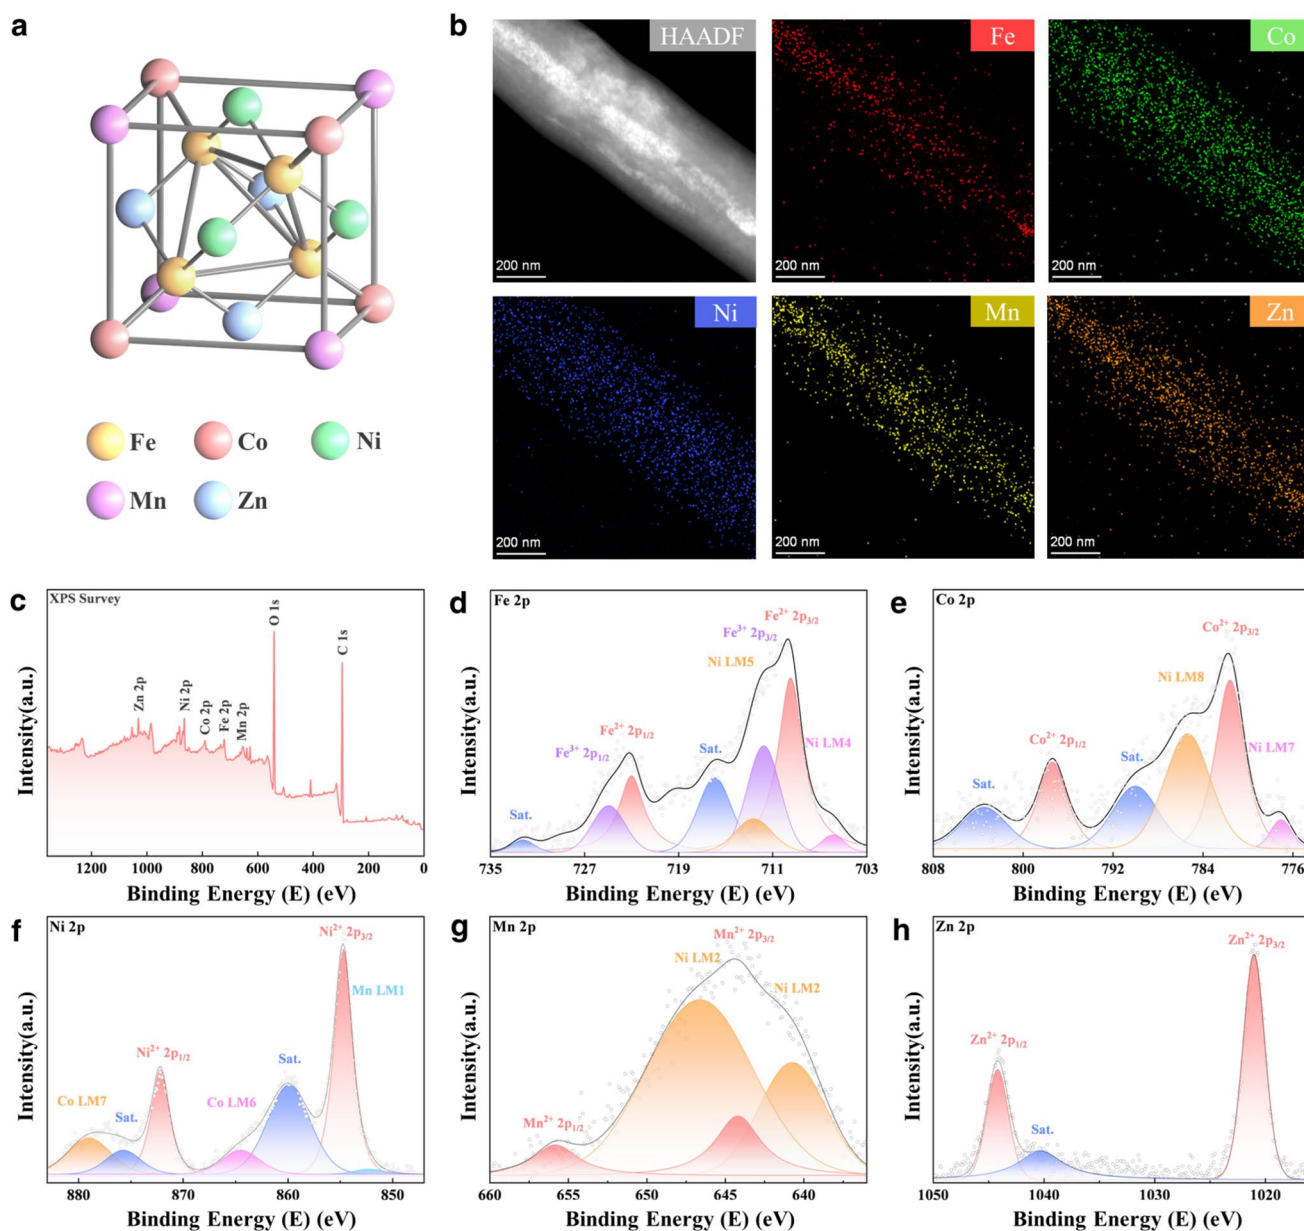 a
Fe
Co
Ni
Mn
Zn
b
HAADF
200 nm
Fe
200 nm
Co
200 nm
Ni
200 nm
Mn
200 nm
Zn
200 nm
c
XPS Survey
Zn 2p
Ni 2p
Co 2p
Fe 2p
Mn 2p
O 1s
C 1s
Intensity(a.u.)
1200 1000 800 600 400 200 0
Binding Energy (E) (eV)
d
Fe 2p
Fe²⁺ 2p₃/₂
Fe³⁺ 2p₃/₂
Ni LM5
Fe²⁺ 2p₁/₂
Sat.
Ni LM4
Fe³⁺ 2p₁/₂
Sat.
Intensity(a.u.)
735 727 719 711 703
Binding Energy (E) (eV)
e
Co 2p
Co²⁺ 2p₃/₂
Ni LM8
Co²⁺ 2p₁/₂
Sat.
Ni LM7
Sat.
Intensity(a.u.)
808 800 792 784 776
Binding Energy (E) (eV)
f
Ni 2p
Ni²⁺ 2p₃/₂
Mn LM1
Ni²⁺ 2p₁/₂
Sat.
Co LM7
Sat.
Co LM6
Intensity(a.u.)
880 870 860 850
Binding Energy (E) (eV)
g
Mn 2p
Mn²⁺ 2p₃/₂
Ni LM2
Ni LM2
Mn²⁺ 2p₁/₂
Intensity(a.u.)
660 655 650 645 640
Binding Energy (E) (eV)
h
Zn 2p
Zn²⁺ 2p₃/₂
Zn²⁺ 2p₁/₂
Sat.
Intensity(a.u.)
1050 1040 1030 1020
Binding Energy (E) (eV)